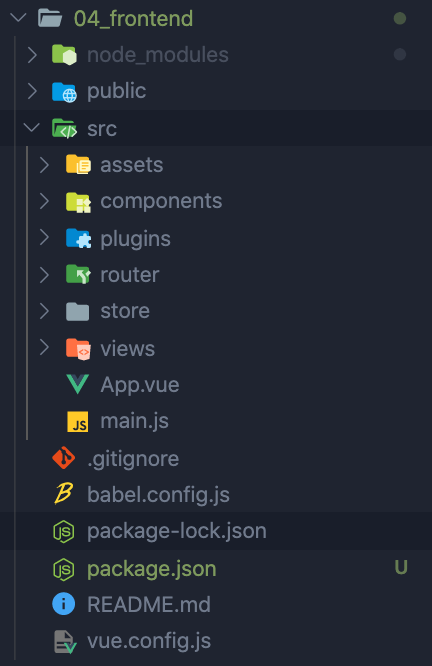 04_frontend
node_modules
public
src
assets
components
plugins
router
store
views
App.vue
JS main.js
.gitignore
babel.config.js
package-lock.json
package.json U
README.md
vue.config.js